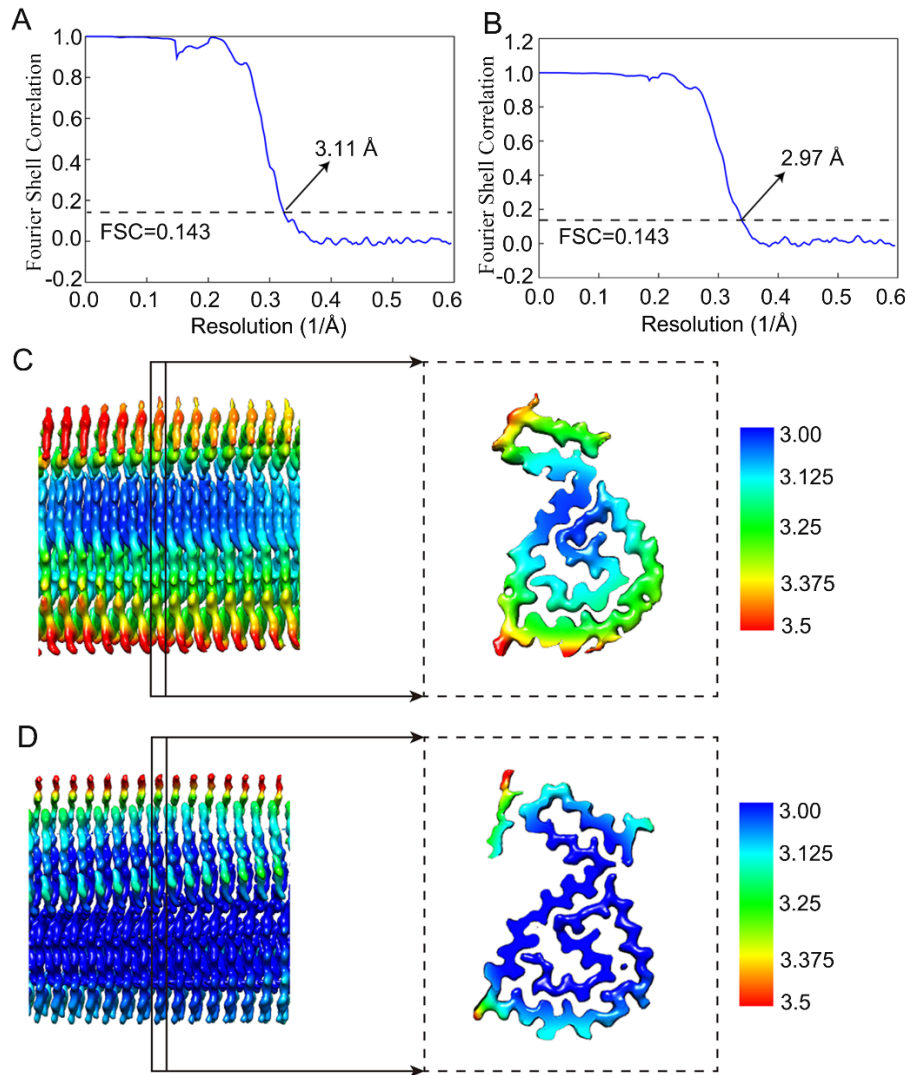 A
Fourier Shell Correlation
1.0
0.8
0.6
0.4
0.2
0.0
-0.2
3.11 Å
FSC=0.143
0.0 0.1 0.2 0.3 0.4 0.5 0.6
Resolution (1/Å)
B
Fourier Shell Correlation
1.2
1.0
0.8
0.6
0.4
0.2
0.0
-0.2
2.97 Å
FSC=0.143
0.0 0.1 0.2 0.3 0.4 0.5 0.6
Resolution (1/Å)
C
3.00
3.125
3.25
3.375
3.5
D
3.00
3.125
3.25
3.375
3.5